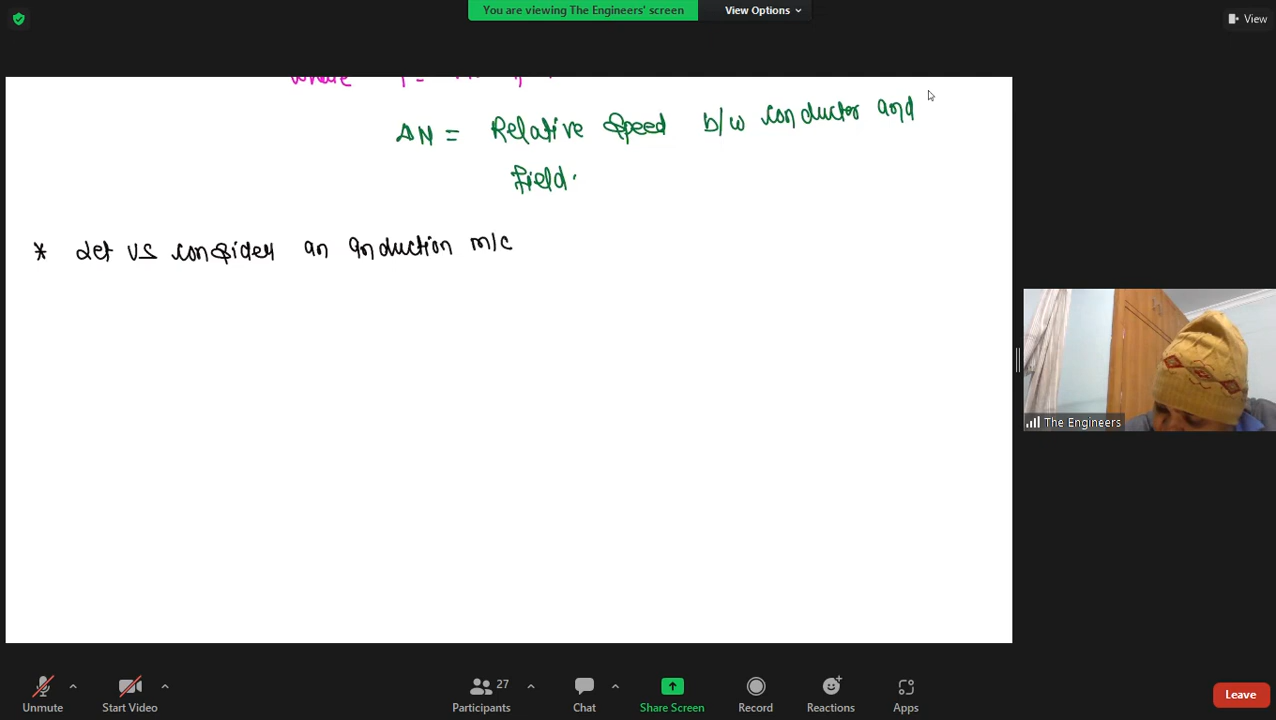 You are viewing The Engineers' screen
View Options
View
where
ΔN = Relative Speed b/w conductor and
field.
* Let us consider an induction m/c
The Engineers
27
Unmute
Start Video
Participants
Chat
Share Screen
Record
Reactions
Apps
Leave